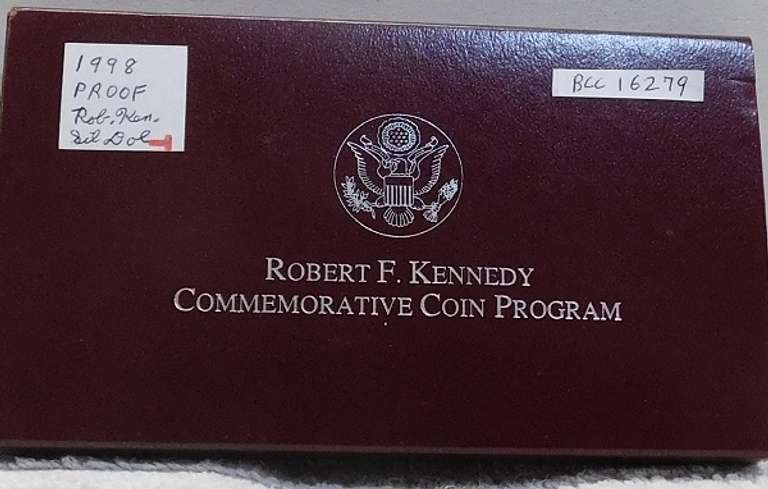 1998
PROOF
Rob. Ken.
Sil Dol
BCC 16279
ROBERT F. KENNEDY
COMMEMORATIVE COIN PROGRAM